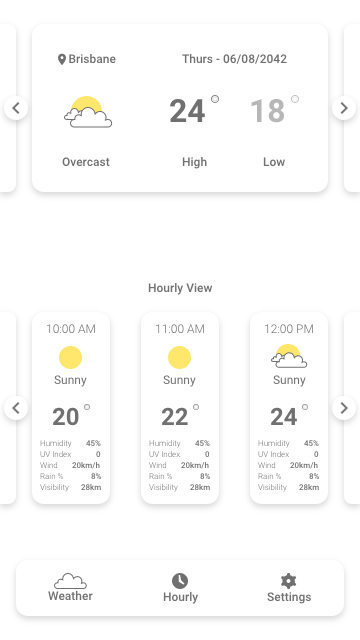 Brisbane Thurs - 06/08/2042
24° 18°
Overcast High Low
Hourly View
10:00 AM 11:00 AM 12:00 PM
Sunny Sunny Sunny
20° 22° 24°
Humidity 45% Humidity 45% Humidity 45%
UV Index 0 UV Index 0 UV Index 0
Wind 20km/h Wind 20km/h Wind 20km/h
Rain % 8% Rain % 8% Rain % 8%
Visibility 28km Visibility 28km Visibility 28km
Weather Hourly Settings